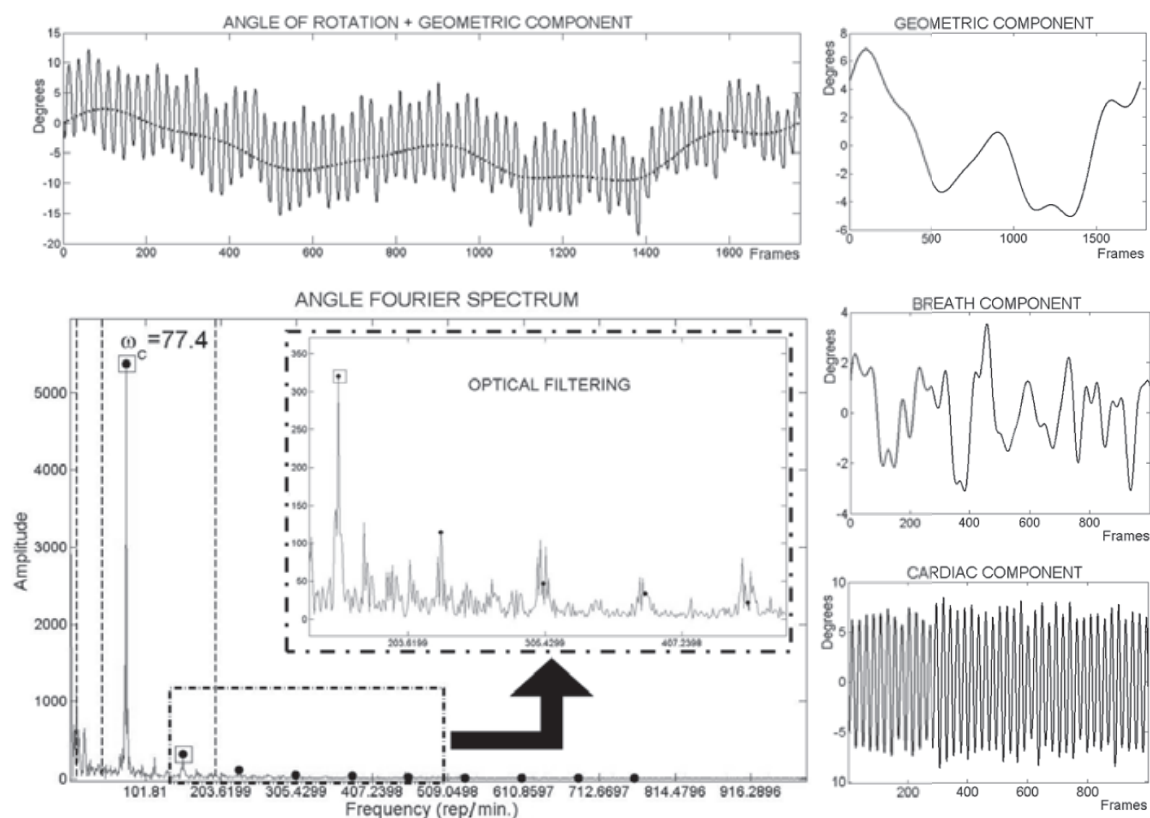 ANGLE OF ROTATION + GEOMETRIC COMPONENT
Degrees
15
10
5
0
-5
-10
-15
-20
0 200 400 600 800 1000 1200 1400 1600
Frames
GEOMETRIC COMPONENT
Degrees
8
6
4
2
0
-2
-4
-6
0 500 1000 1500
Frames
ANGLE FOURIER SPECTRUM
ω =77.4
c
Amplitude
5000
4000
3000
2000
1000
0
101.81 203.6199 305.4299 407.2398 509.0498 610.8597 712.6697 814.4796 916.2896
Frequency (rep/min.)
OPTICAL FILTERING
350
300
250
200
150
100
50
0
203.6199 305.4299 407.2398
BREATH COMPONENT
Degrees
4
2
0
-2
-4
0 200 400 600 800
Frames
CARDIAC COMPONENT
Degrees
10
5
0
-5
10
200 400 600 800
Frames